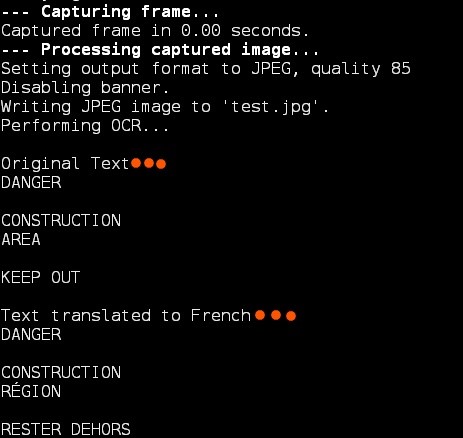 --- Capturing frame...
Captured frame in 0.00 seconds.
--- Processing captured image...
Setting output format to JPEG, quality 85
Disabling banner.
Writing JPEG image to 'test.jpg'.
Performing OCR...
Original Text●●●
DANGER
CONSTRUCTION
AREA
KEEP OUT
Text translated to French●●●
DANGER
CONSTRUCTION
RÉGION
RESTER DEHORS